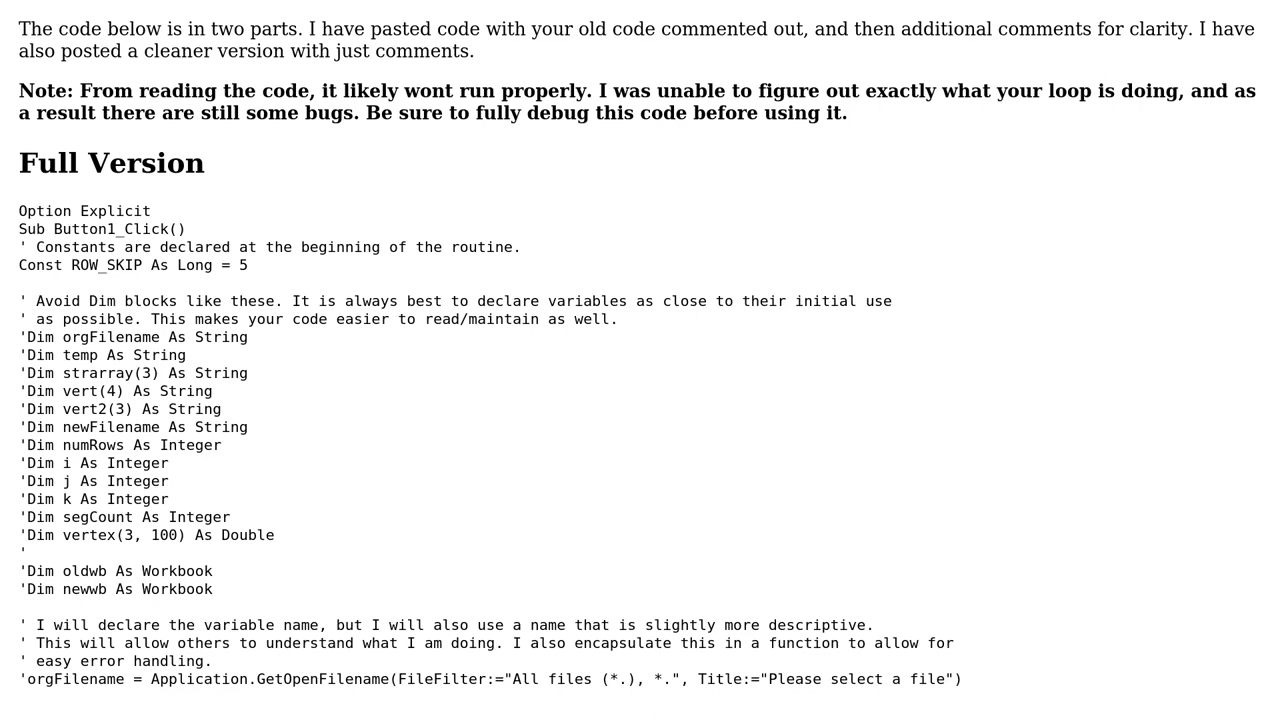 The code below is in two parts. I have pasted code with your old code commented out, and then additional comments for clarity. I have
also posted a cleaner version with just comments.
Note: From reading the code, it likely wont run properly. I was unable to figure out exactly what your loop is doing, and as
a result there are still some bugs. Be sure to fully debug this code before using it.
Full Version
Option Explicit
Sub Button1_Click()
' Constants are declared at the beginning of the routine.
Const ROW_SKIP As Long = 5
' Avoid Dim blocks like these. It is always best to declare variables as close to their initial use
' as possible. This makes your code easier to read/maintain as well.
'Dim orgFilename As String
'Dim temp As String
'Dim strarray(3) As String
'Dim vert(4) As String
'Dim vert2(3) As String
'Dim newFilename As String
'Dim numRows As Integer
'Dim i As Integer
'Dim j As Integer
'Dim k As Integer
'Dim segCount As Integer
'Dim vertex(3, 100) As Double
'
'Dim oldwb As Workbook
'Dim newwb As Workbook
' I will declare the variable name, but I will also use a name that is slightly more descriptive.
' This will allow others to understand what I am doing. I also encapsulate this in a function to allow for
' easy error handling.
'orgFilename = Application.GetOpenFilename(FileFilter:="All files (*.), *.", Title:="Please select a file")